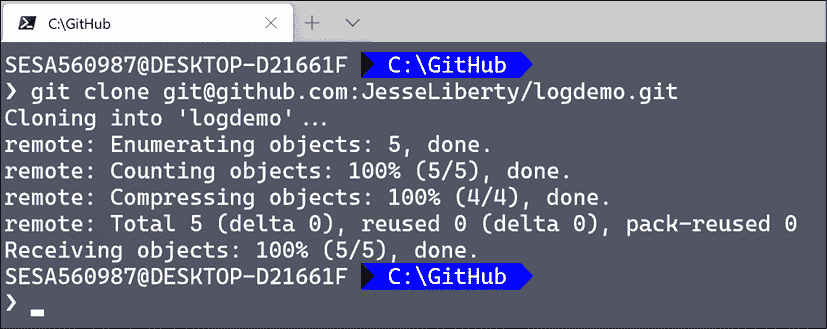 C:\GitHub
SESA560987@DESKTOP-D21661F C:\GitHub
❯ git clone git@github.com:JesseLiberty/logdemo.git
Cloning into 'logdemo'...
remote: Enumerating objects: 5, done.
remote: Counting objects: 100% (5/5), done.
remote: Compressing objects: 100% (4/4), done.
remote: Total 5 (delta 0), reused 0 (delta 0), pack-reused 0
Receiving objects: 100% (5/5), done.
SESA560987@DESKTOP-D21661F C:\GitHub
❯